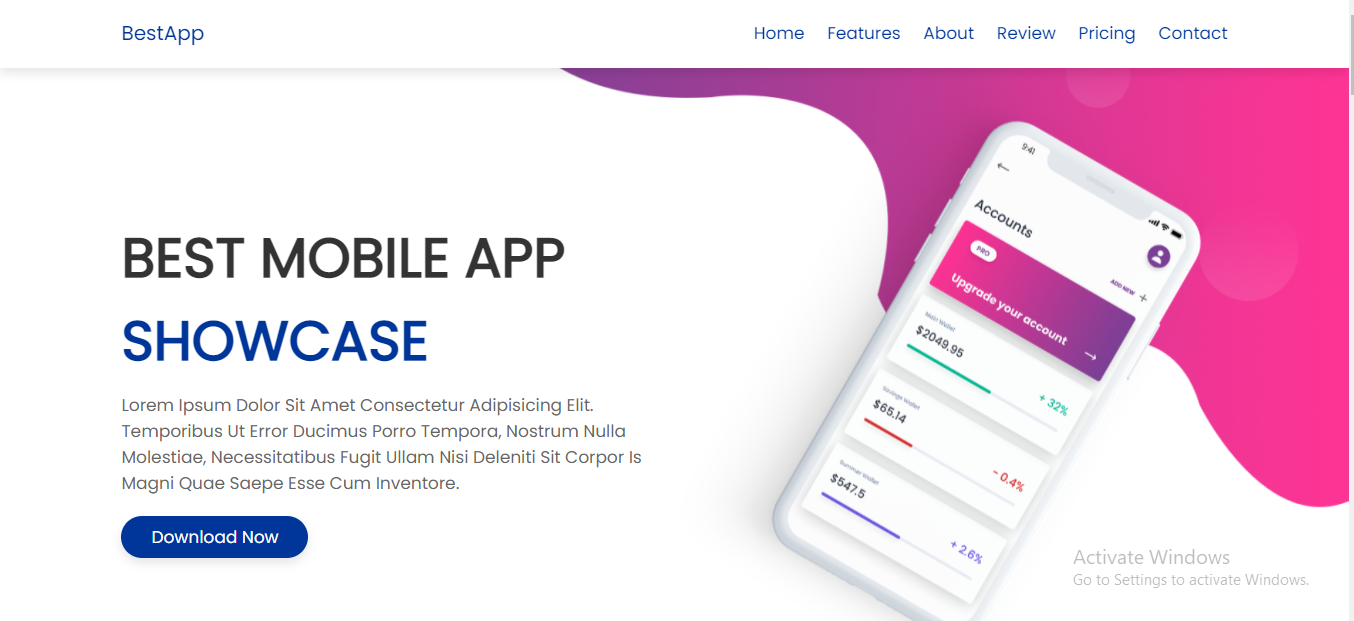 BestApp
Home Features About Review Pricing Contact
BEST MOBILE APP
SHOWCASE
Lorem Ipsum Dolor Sit Amet Consectetur Adipisicing Elit.
Temporibus Ut Error Ducimus Porro Tempora, Nostrum Nulla
Molestiae, Necessitatibus Fugit Ullam Nisi Deleniti Sit Corpor Is
Magni Quae Saepe Esse Cum Inventore.
Download Now
9:41
Accounts
ADD NEW +
PRO
Upgrade your account
Main Wallet
$2049.95
+ 32%
Savings Wallet
$65.14
- 0.4%
Summer Wallet
$547.5
+ 2.6%
Activate Windows
Go to Settings to activate Windows.